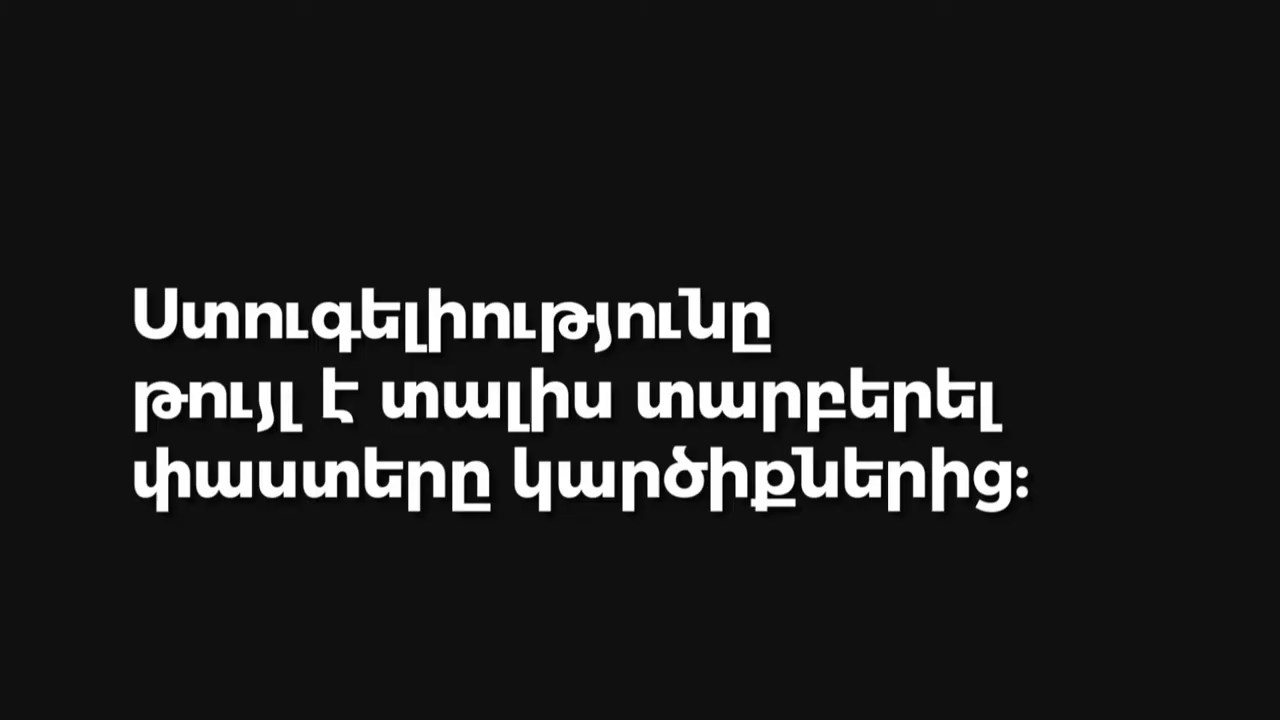 Ստուգելիությունը
թույլ է տալիս տարբերել
փաստերը կարծիքներից։